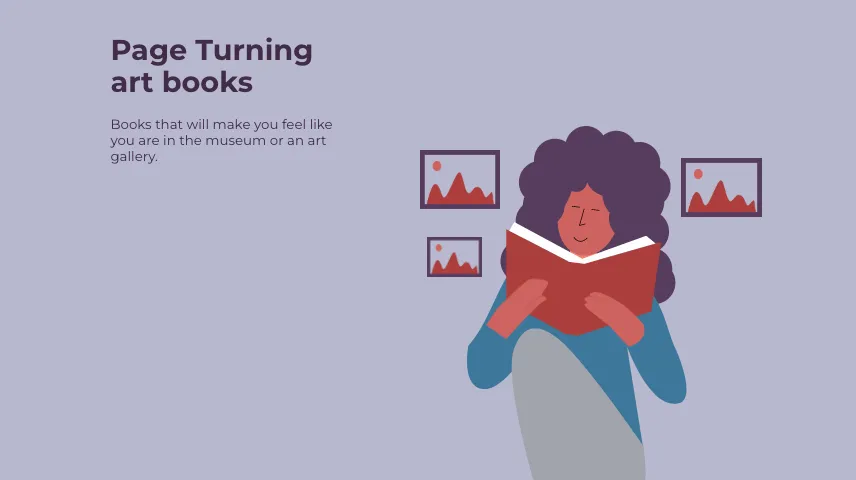 Page Turning
art books
Books that will make you feel like
you are in the museum or an art
gallery.